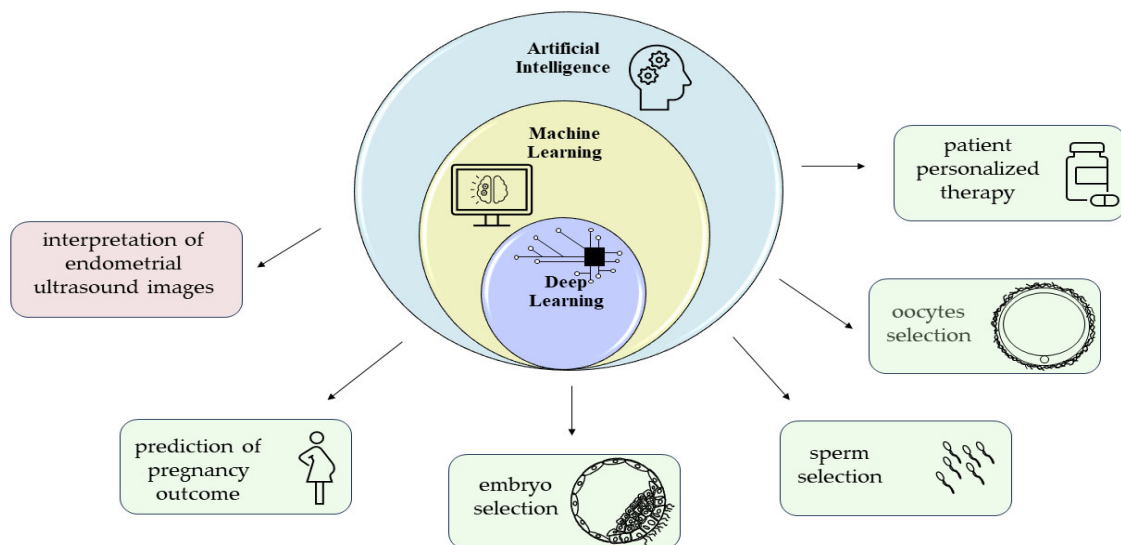 Artificial
Intelligence
Machine
Learning
Deep
Learning
patient
personalized
therapy
interpretation of
endometrial
ultrasound images
oocytes
selection
prediction of
pregnancy
outcome
embryo
selection
sperm
selection